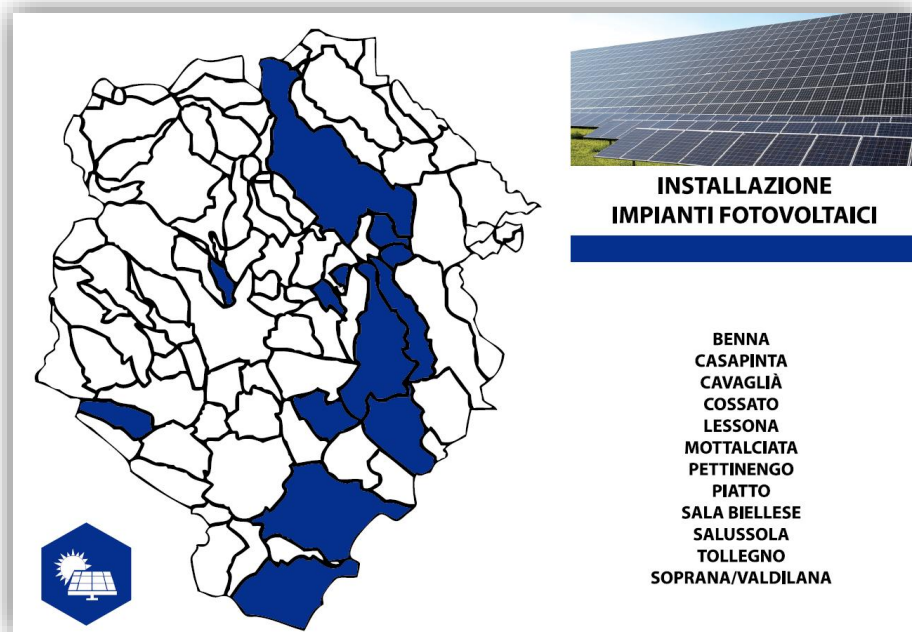 INSTALLAZIONE
IMPIANTI FOTOVOLTAICI
BENNA
CASAPINTA
CAVAGLIÀ
COSSATO
LESSONA
MOTTALCIATA
PETTINENGO
PIATTO
SALA BIELLESE
SALUSSOLA
TOLLEGNO
SOPRANA/VALDILANA